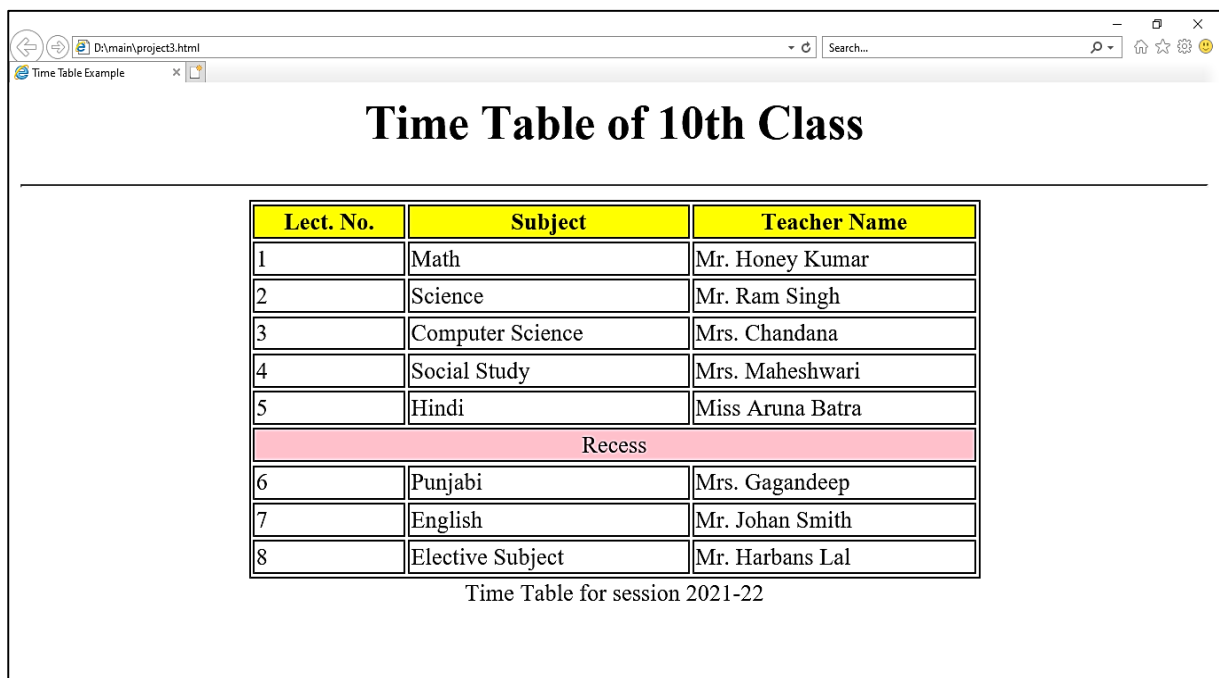 D:\main\project3.html
Search...
Time Table Example
Time Table of 10th Class
Lect. No. Subject Teacher Name
1 Math Mr. Honey Kumar
2 Science Mr. Ram Singh
3 Computer Science Mrs. Chandana
4 Social Study Mrs. Maheshwari
5 Hindi Miss Aruna Batra
Recess
6 Punjabi Mrs. Gagandeep
7 English Mr. Johan Smith
8 Elective Subject Mr. Harbans Lal
Time Table for session 2021-22